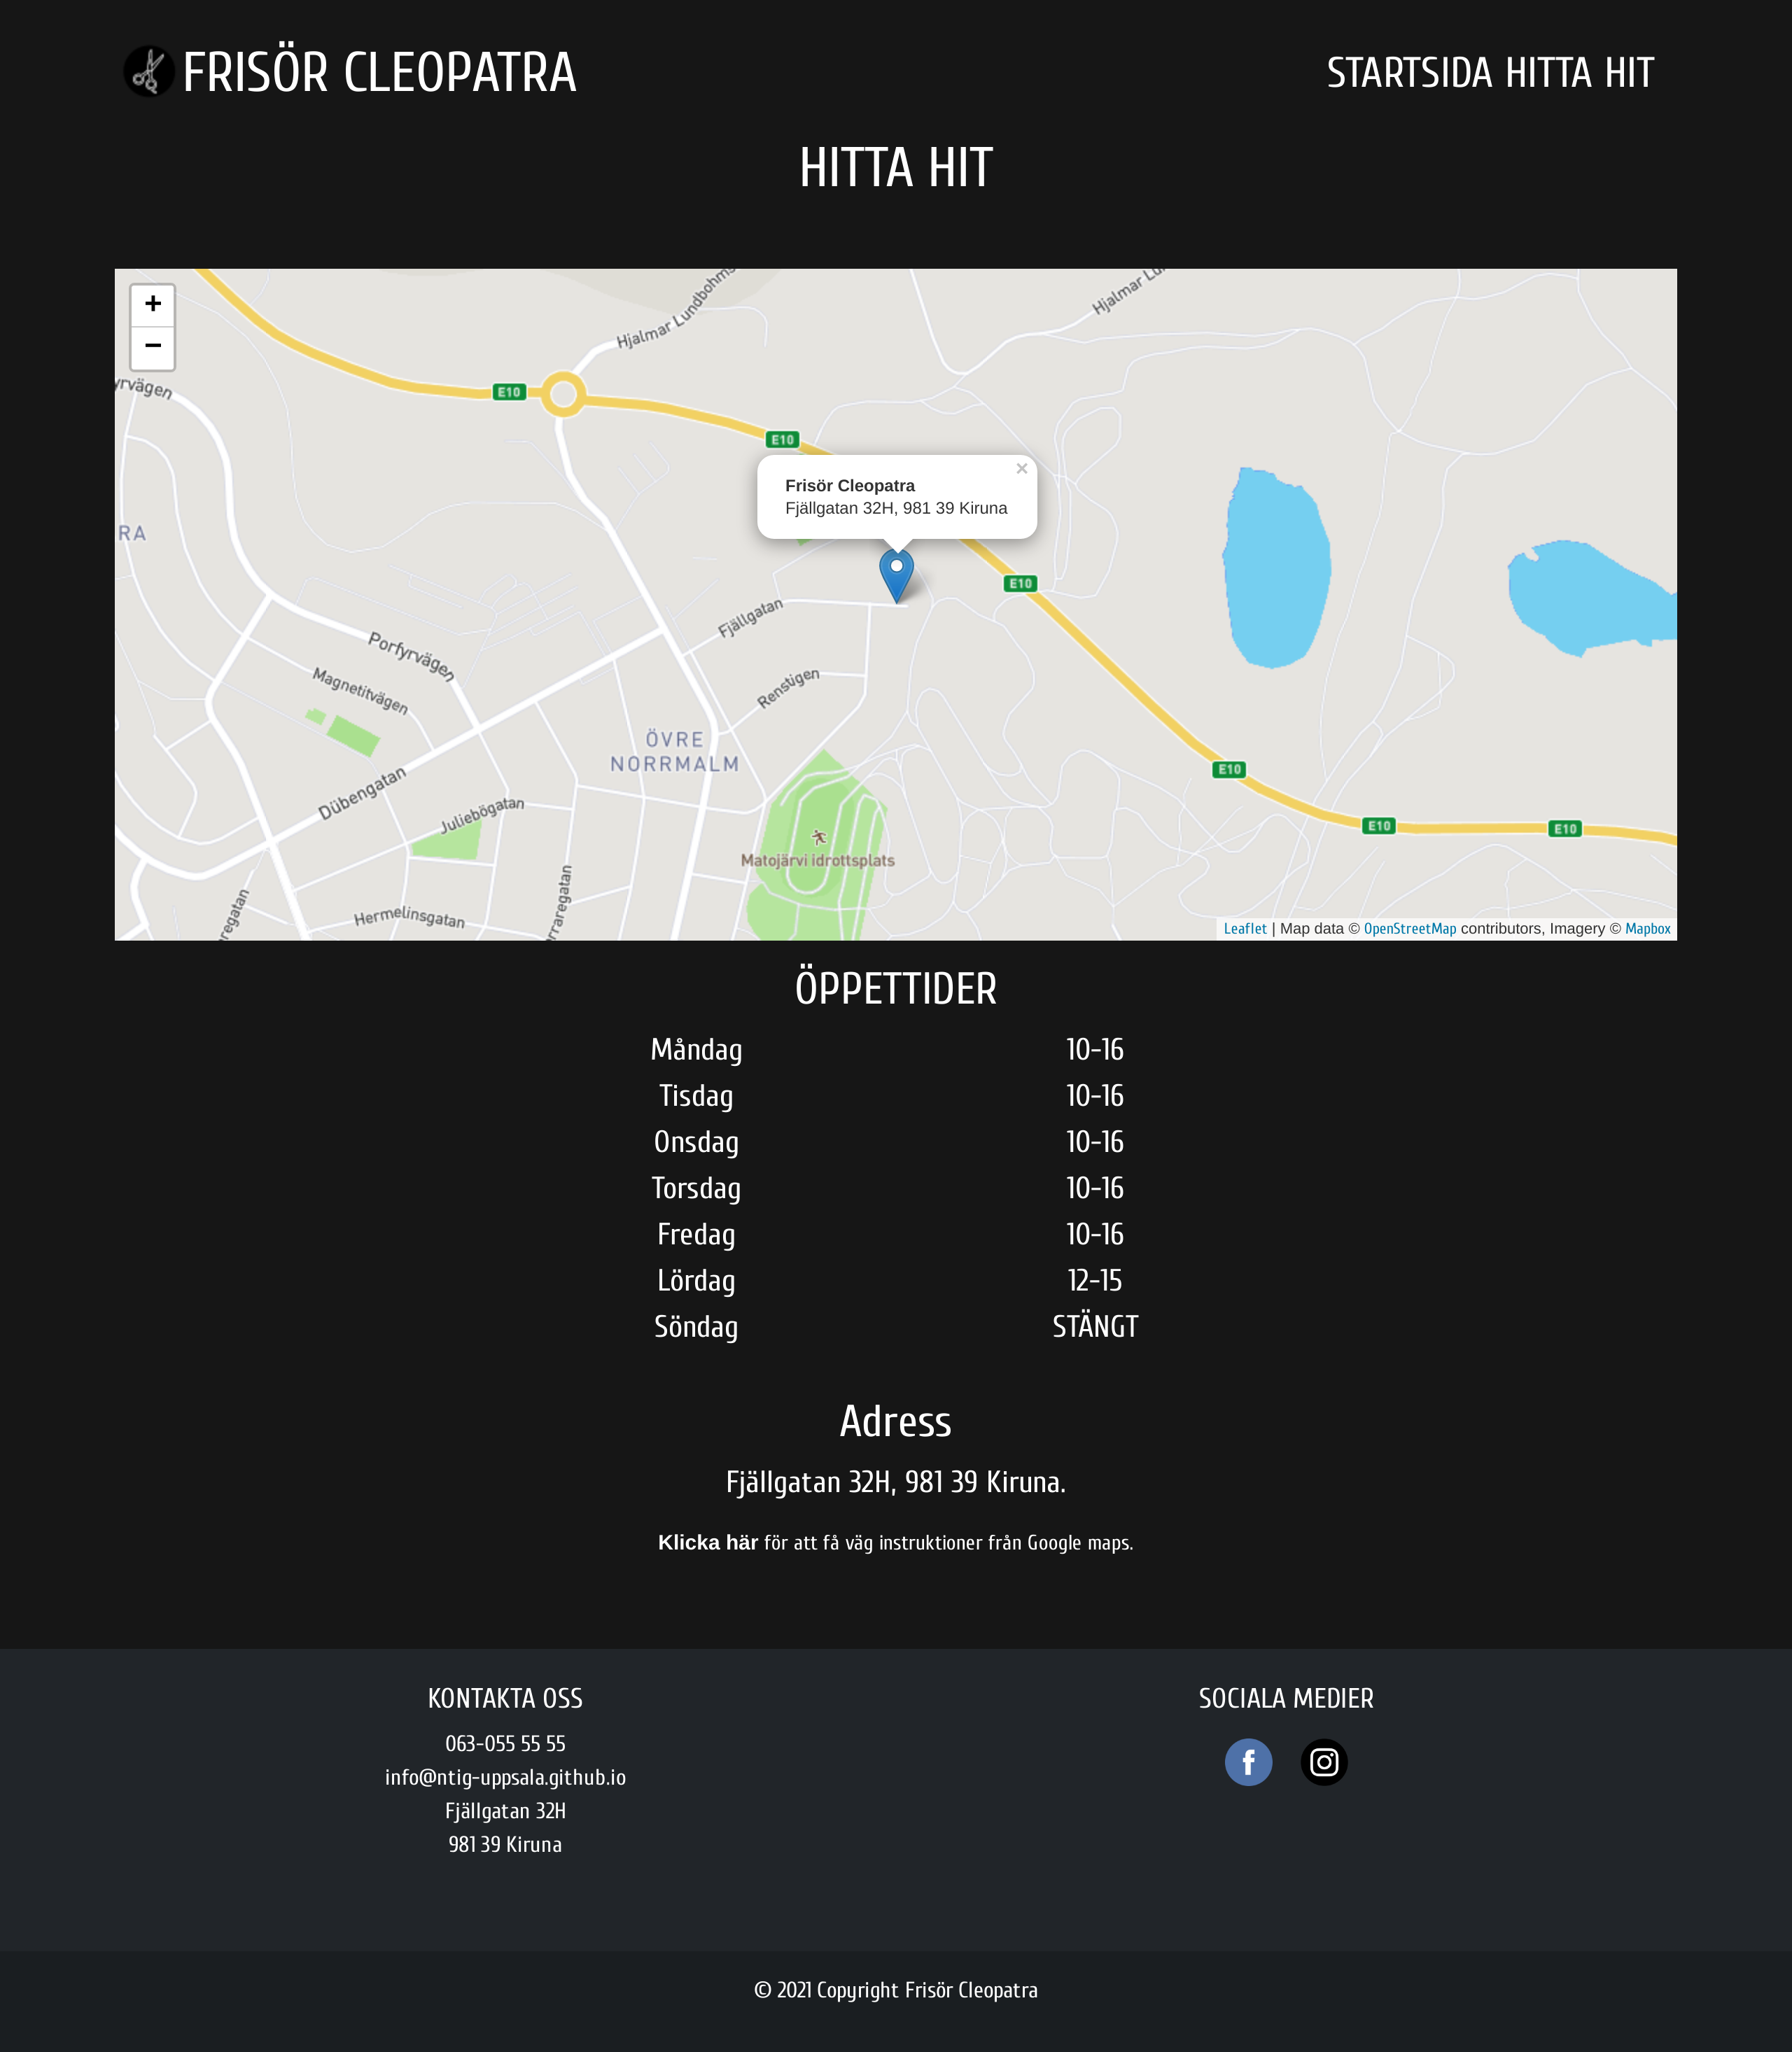 FRISÖR CLEOPATRA
STARTSIDA HITTA HIT
HITTA HIT
+
−
Hjalmar Lundbohms
Hjalmar
E10
E10
Frisör Cleopatra
Fjällgatan 32H, 981 39 Kiruna
×
E10
Fjällgatan
Porfyrvägen
Magnetitvägen
Renstigen
ÖVRE
NORRMALM
E10
Dübengatan
Juliebögatan
E10
E10
Matojärvi idrottsplats
Hermelinsgatan
Leaflet | Map data © OpenStreetMap contributors, Imagery © Mapbox
ÖPPETTIDER
Måndag 10-16
Tisdag 10-16
Onsdag 10-16
Torsdag 10-16
Fredag 10-16
Lördag 12-15
Söndag STÄNGT
Adress
Fjällgatan 32H, 981 39 Kiruna.
Klicka här för att få väg instruktioner från Google maps.
KONTAKTA OSS
063-055 55 55
info@ntig-uppsala.github.io
Fjällgatan 32H
981 39 Kiruna
SOCIALA MEDIER
© 2021 Copyright Frisör Cleopatra